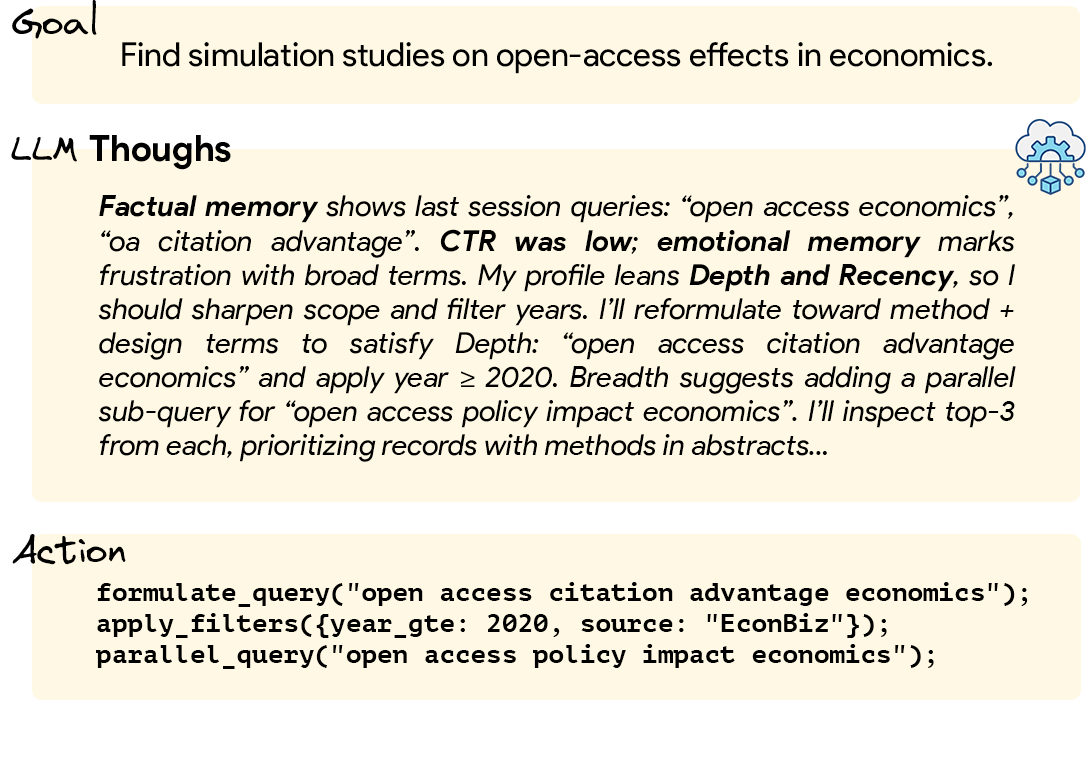 Goal
Find simulation studies on open-access effects in economics.
LLM Thoughs
Factual memory shows last session queries: “open access economics”,
“oa citation advantage”. CTR was low; emotional memory marks
frustration with broad terms. My profile leans Depth and Recency, so I
should sharpen scope and filter years. I’ll reformulate toward method +
design terms to satisfy Depth: “open access citation advantage
economics” and apply year ≥ 2020. Breadth suggests adding a parallel
sub-query for “open access policy impact economics”. I’ll inspect top-3
from each, prioritizing records with methods in abstracts...
Action
formulate_query("open access citation advantage economics");
apply_filters({year_gte: 2020, source: "EconBiz"});
parallel_query("open access policy impact economics");